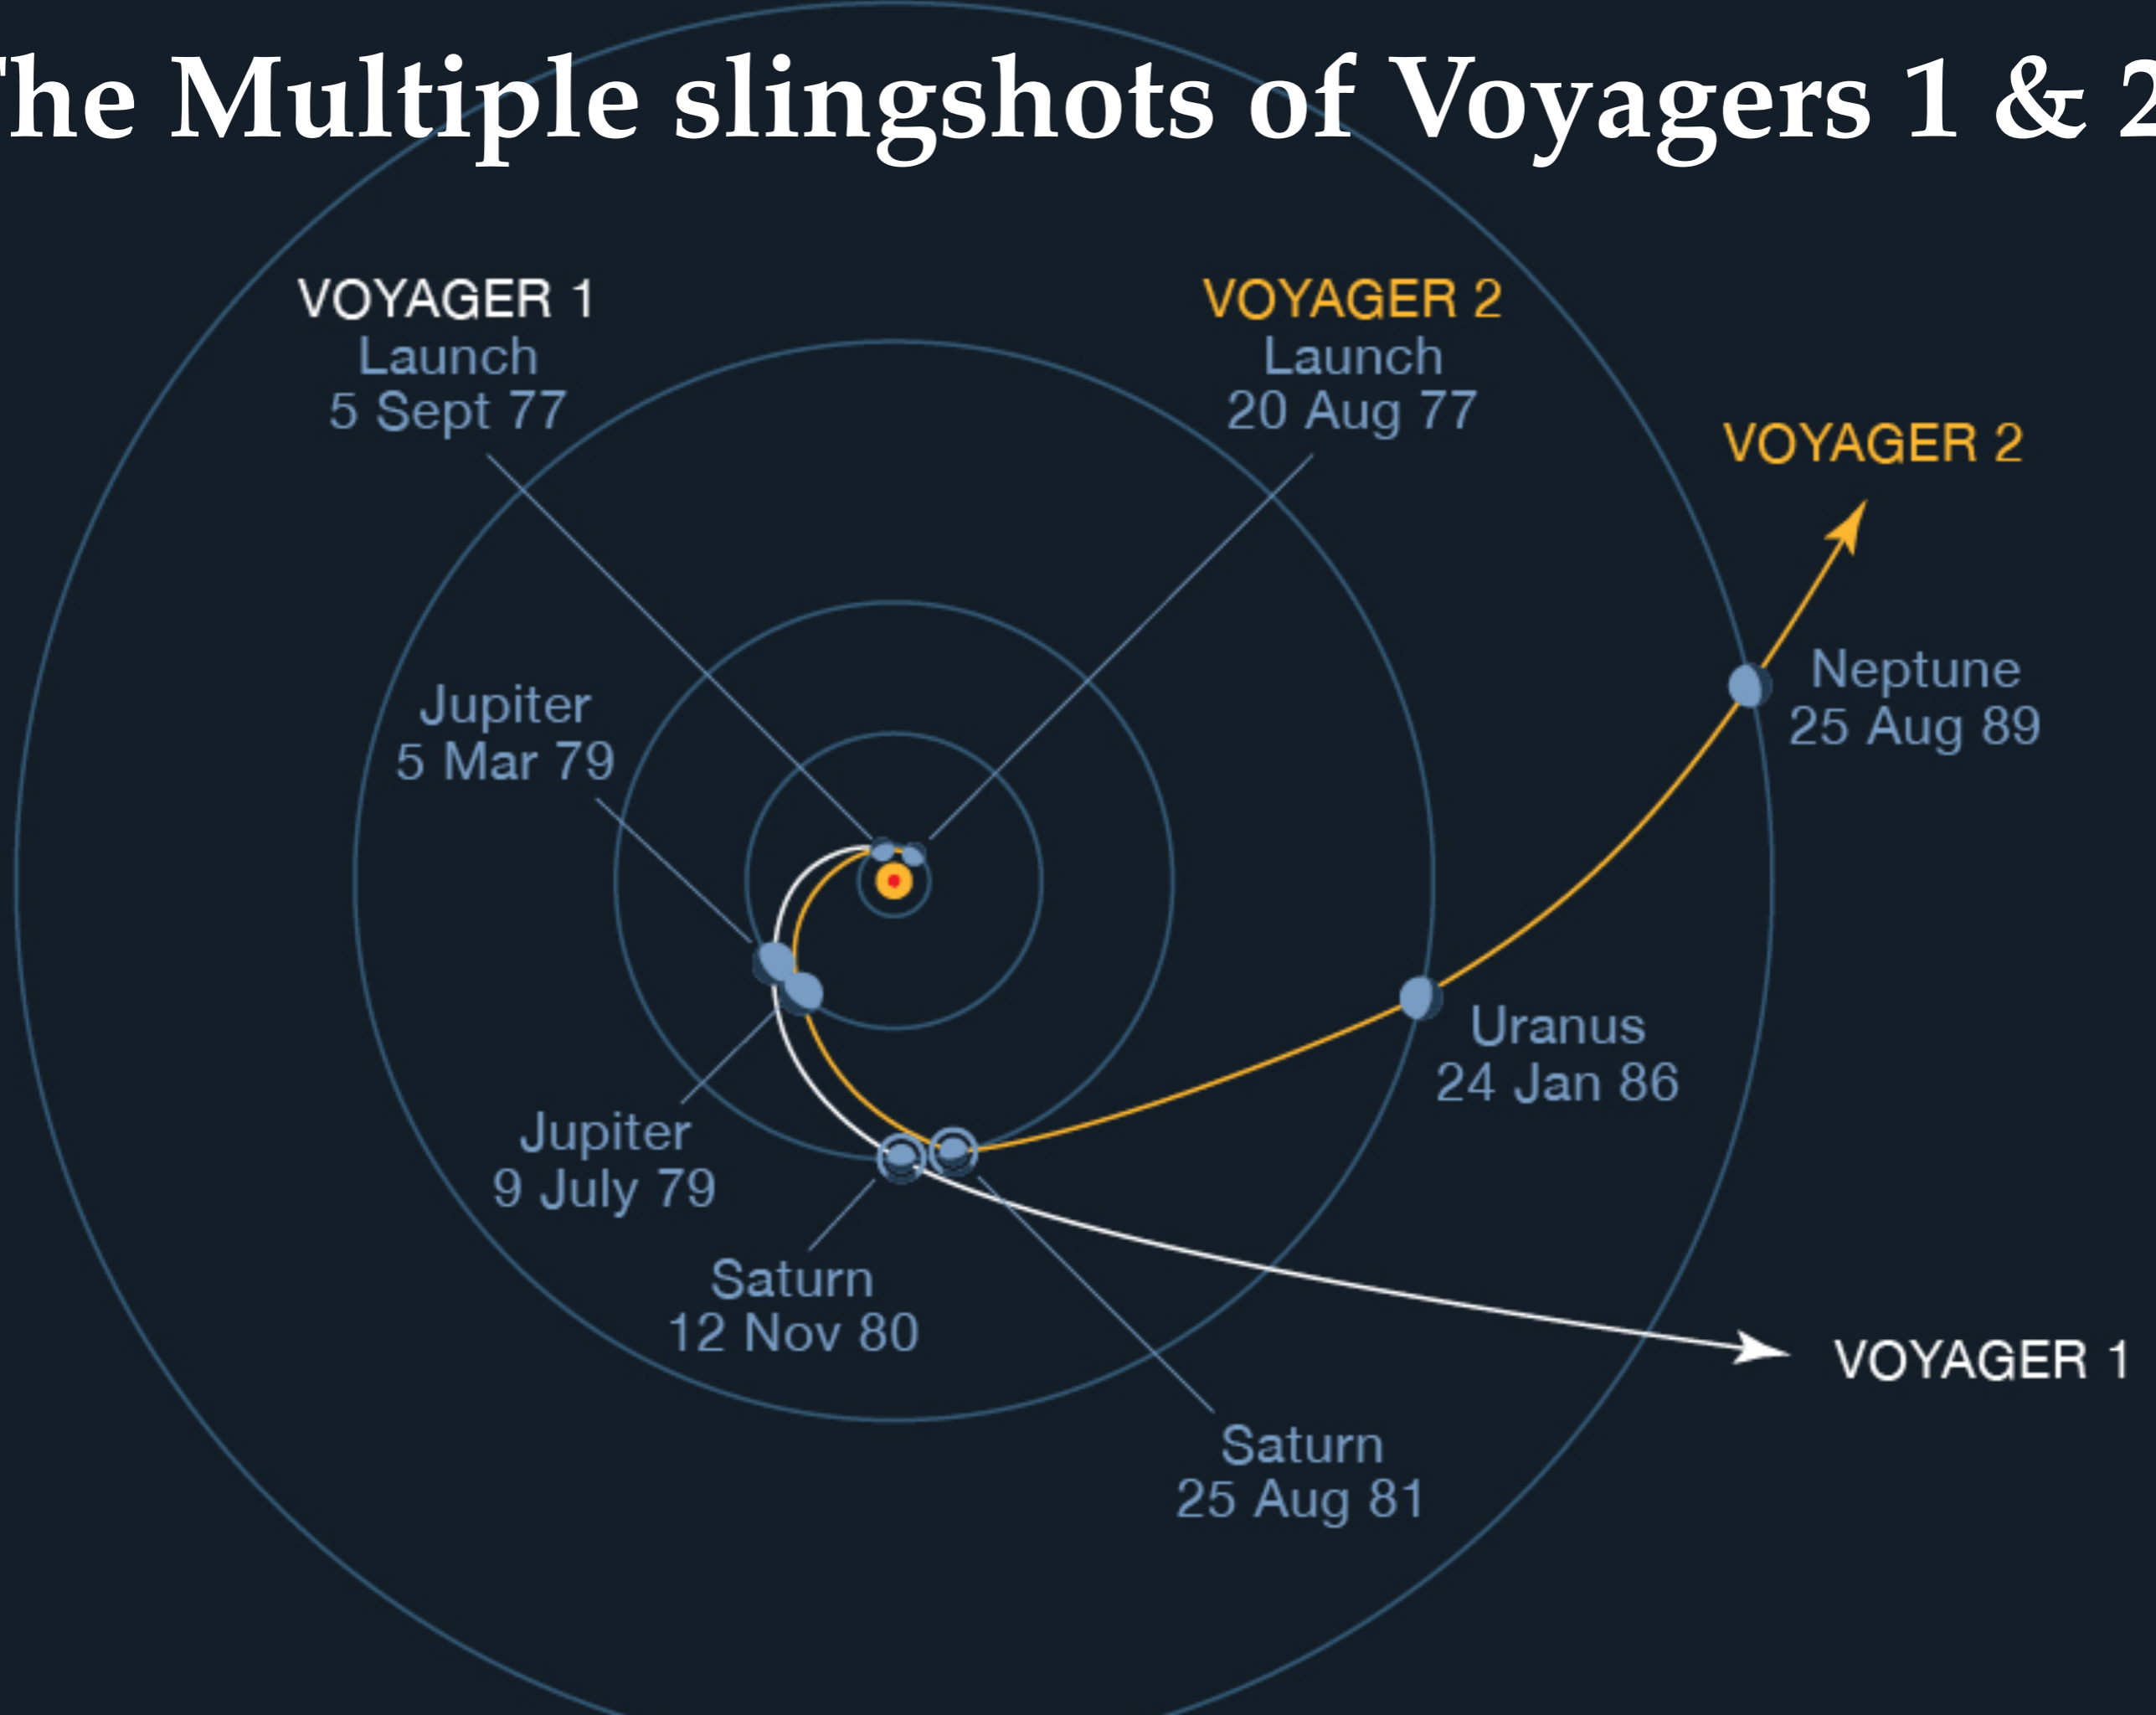 The Multiple slingshots of Voyagers 1 & 2
VOYAGER 1
Launch
5 Sept 77
VOYAGER 2
Launch
20 Aug 77
VOYAGER 2
Neptune
25 Aug 89
Jupiter
5 Mar 79
Uranus
24 Jan 86
Jupiter
9 July 79
Saturn
12 Nov 80
VOYAGER 1
Saturn
25 Aug 81